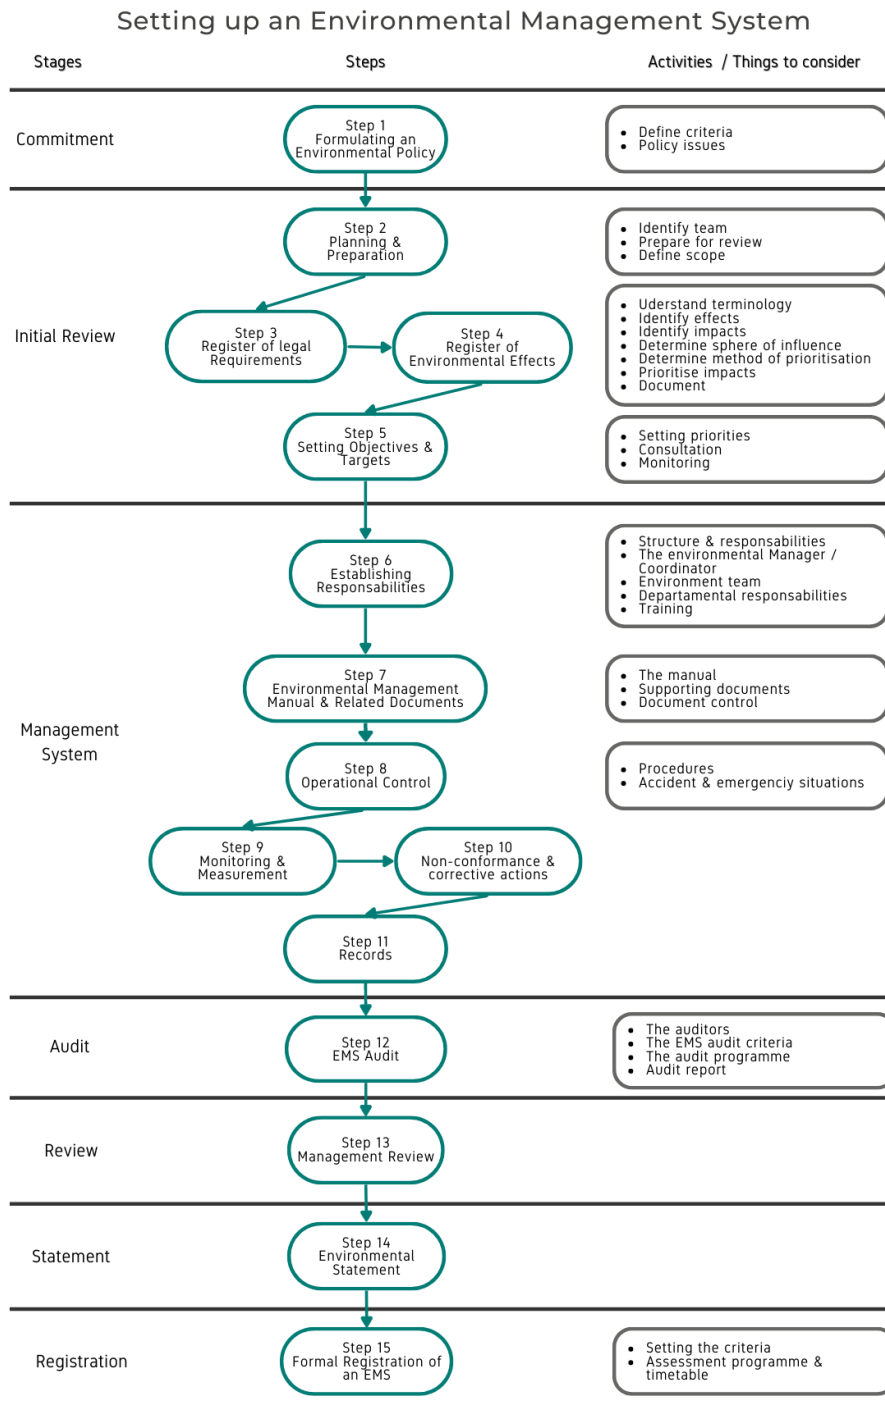 Setting up an Environmental Management System
Stages
Steps
Activities / Things to consider
Commitment
Step 1
Formulating an
Environmental Policy
Define criteria
Policy issues
Initial Review
Step 2
Planning &
Preparation
Identify team
Prepare for review
Define scope
Step 3
Register of legal
Requirements
Step 4
Register of
Environmental Effects
Uderstand terminology
Identify effects
Identify impacts
Determine sphere of influence
Determine method of prioritisation
Prioritise impacts
Document
Step 5
Setting Objectives &
Targets
Setting priorities
Consultation
Monitoring
Management
System
Step 6
Establishing
Responsabilities
Structure & responsabilities
The environmental Manager /
Coordinator
Environment team
Departamental responsabilities
Training
Step 7
Environmental Management
Manual & Related Documents
The manual
Supporting documents
Document control
Step 8
Operational Control
Procedures
Accident & emergenciy situations
Step 9
Monitoring &
Measurement
Step 10
Non-conformance &
corrective actions
Step 11
Records
Audit
Step 12
EMS Audit
The auditors
The EMS audit criteria
The audit programme
Audit report
Review
Step 13
Management Review
Statement
Step 14
Environmental
Statement
Registration
Step 15
Formal Registration of
an EMS
Setting the criteria
Assessment programme &
timetable